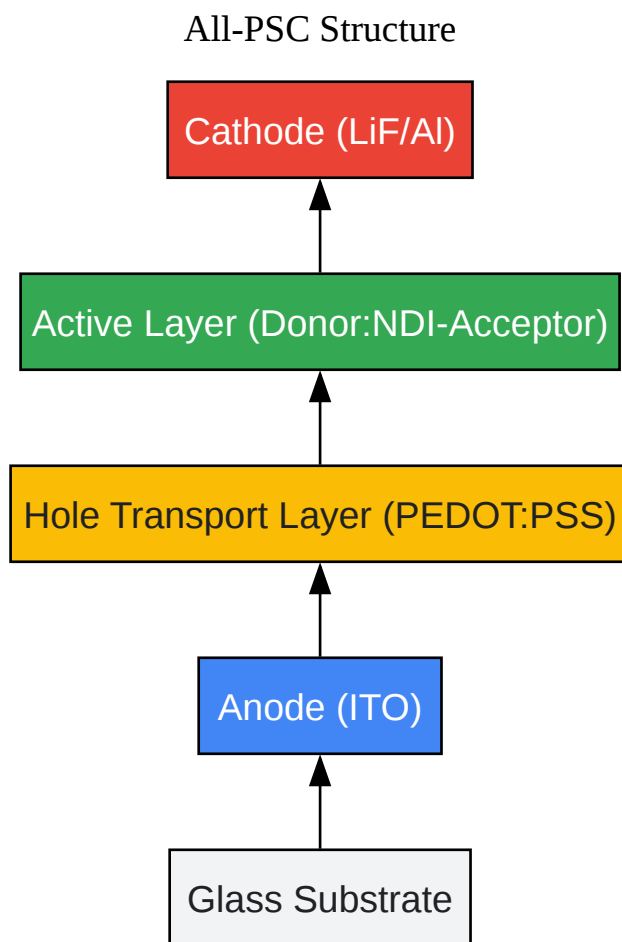 All-PSC Structure
Cathode (LiF/Al)
Active Layer (Donor:NDI-Acceptor)
Hole Transport Layer (PEDOT:PSS)
Anode (ITO)
Glass Substrate